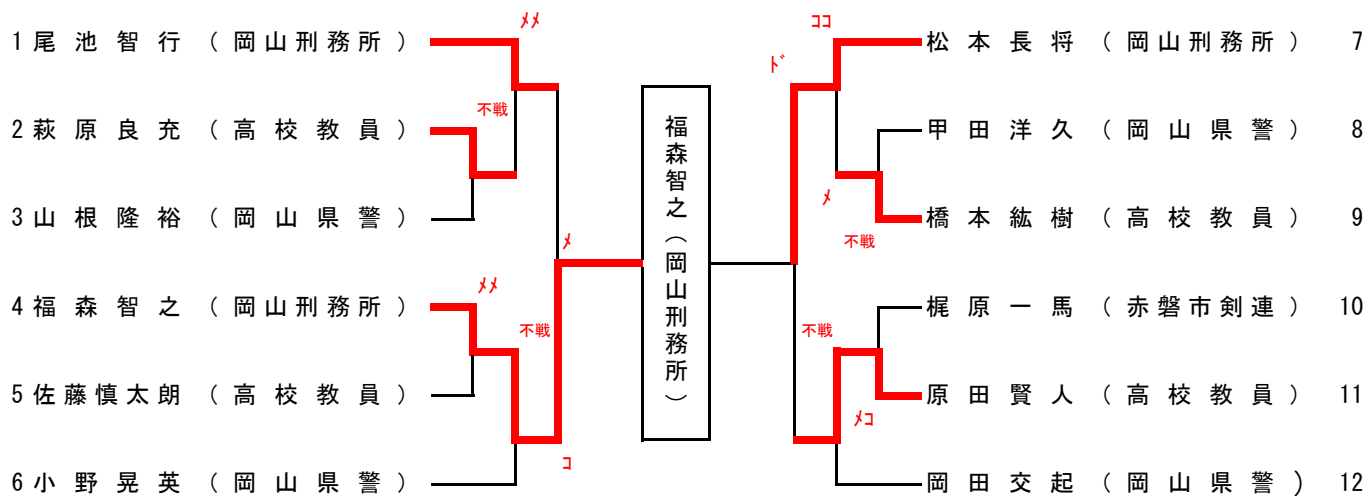 ﾒﾒ
ｺｺ
1 尾池智行 (岡山刑務所)
松本長将 (岡山刑務所) 7
ﾄﾞ
不戦
2 萩原良充 (高校教員)
甲田洋久 (岡山県警) 8
福森智之(岡山刑務所)
ﾒ
3 山根隆裕 (岡山県警)
橋本紘樹 (高校教員) 9
不戦
ﾒ
ﾒﾒ
4 福森智之 (岡山刑務所)
梶原一馬 (赤磐市剣連) 10
不戦
不戦
5 佐藤慎太朗 (高校教員)
原田賢人 (高校教員) 11
ﾒｺ
ｺ
6 小野晃英 (岡山県警)
岡田交起 (岡山県警) 12